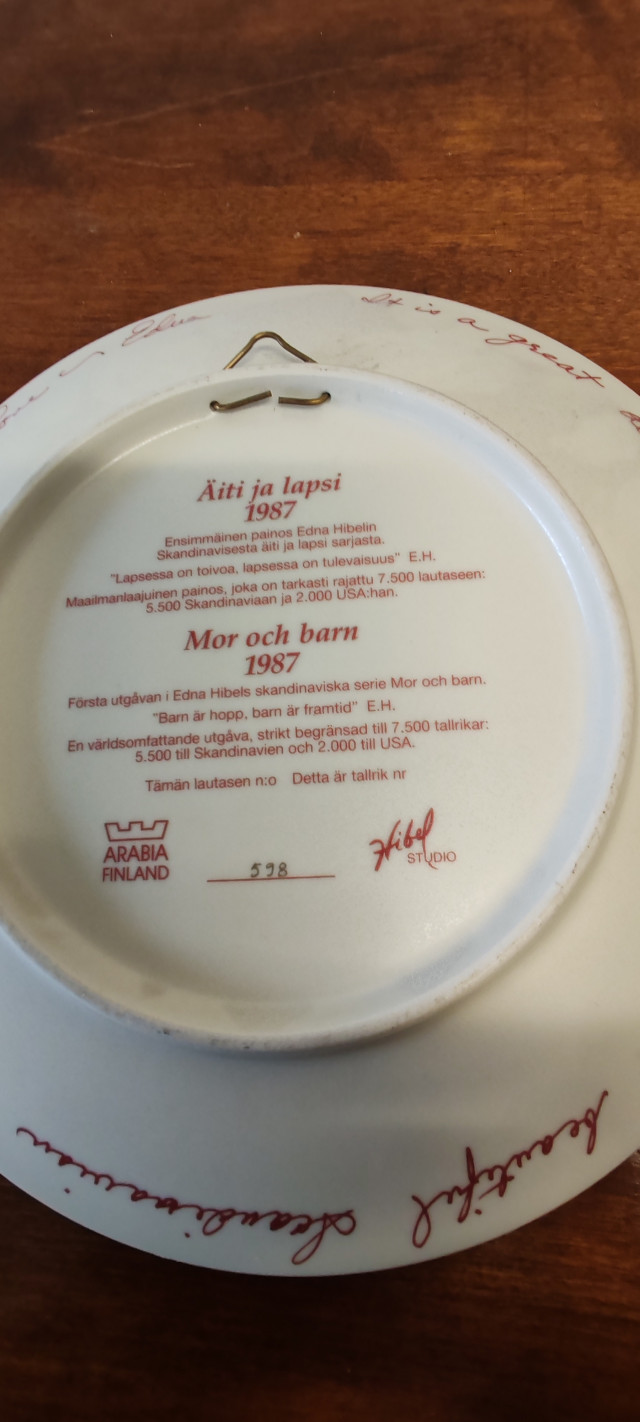 It is a great
Äiti ja lapsi
1987
Ensimmäinen painos Edna Hibelin
Skandinavisesta äiti ja lapsi sarjasta.
"Lapsessa on toivoa, lapsessa on tulevaisuus" E.H.
Maailmanlaajuinen painos, joka on tarkasti rajattu 7.500 lautaseen:
5.500 Skandinaviaan ja 2.000 USA:han.
Mor och barn
1987
Första utgåvan i Edna Hibels skandinaviska serie Mor och barn.
"Barn är hopp, barn är framtid" E.H.
En världsomfattande utgåva, strikt begränsad till 7.500 tallrikar:
5.500 till Skandinavien och 2.000 till USA.
Tämän lautasen n:o Detta är tallrik nr
ARABIA
FINLAND
598
Hibel
STUDIO
beautiful Scandinavian
Edna